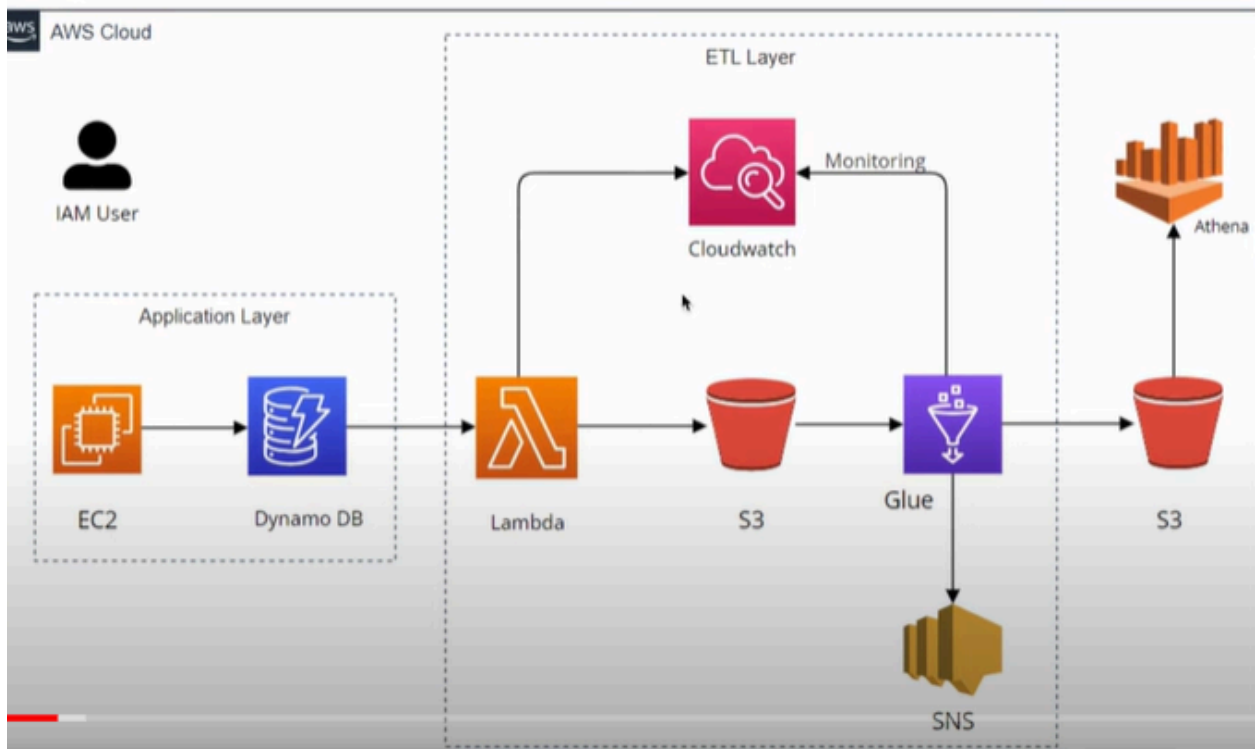 aws
AWS Cloud
ETL Layer
Monitoring
IAM User
Athena
Cloudwatch
Application Layer
EC2
Dynamo DB
Lambda
S3
Glue
S3
SNS